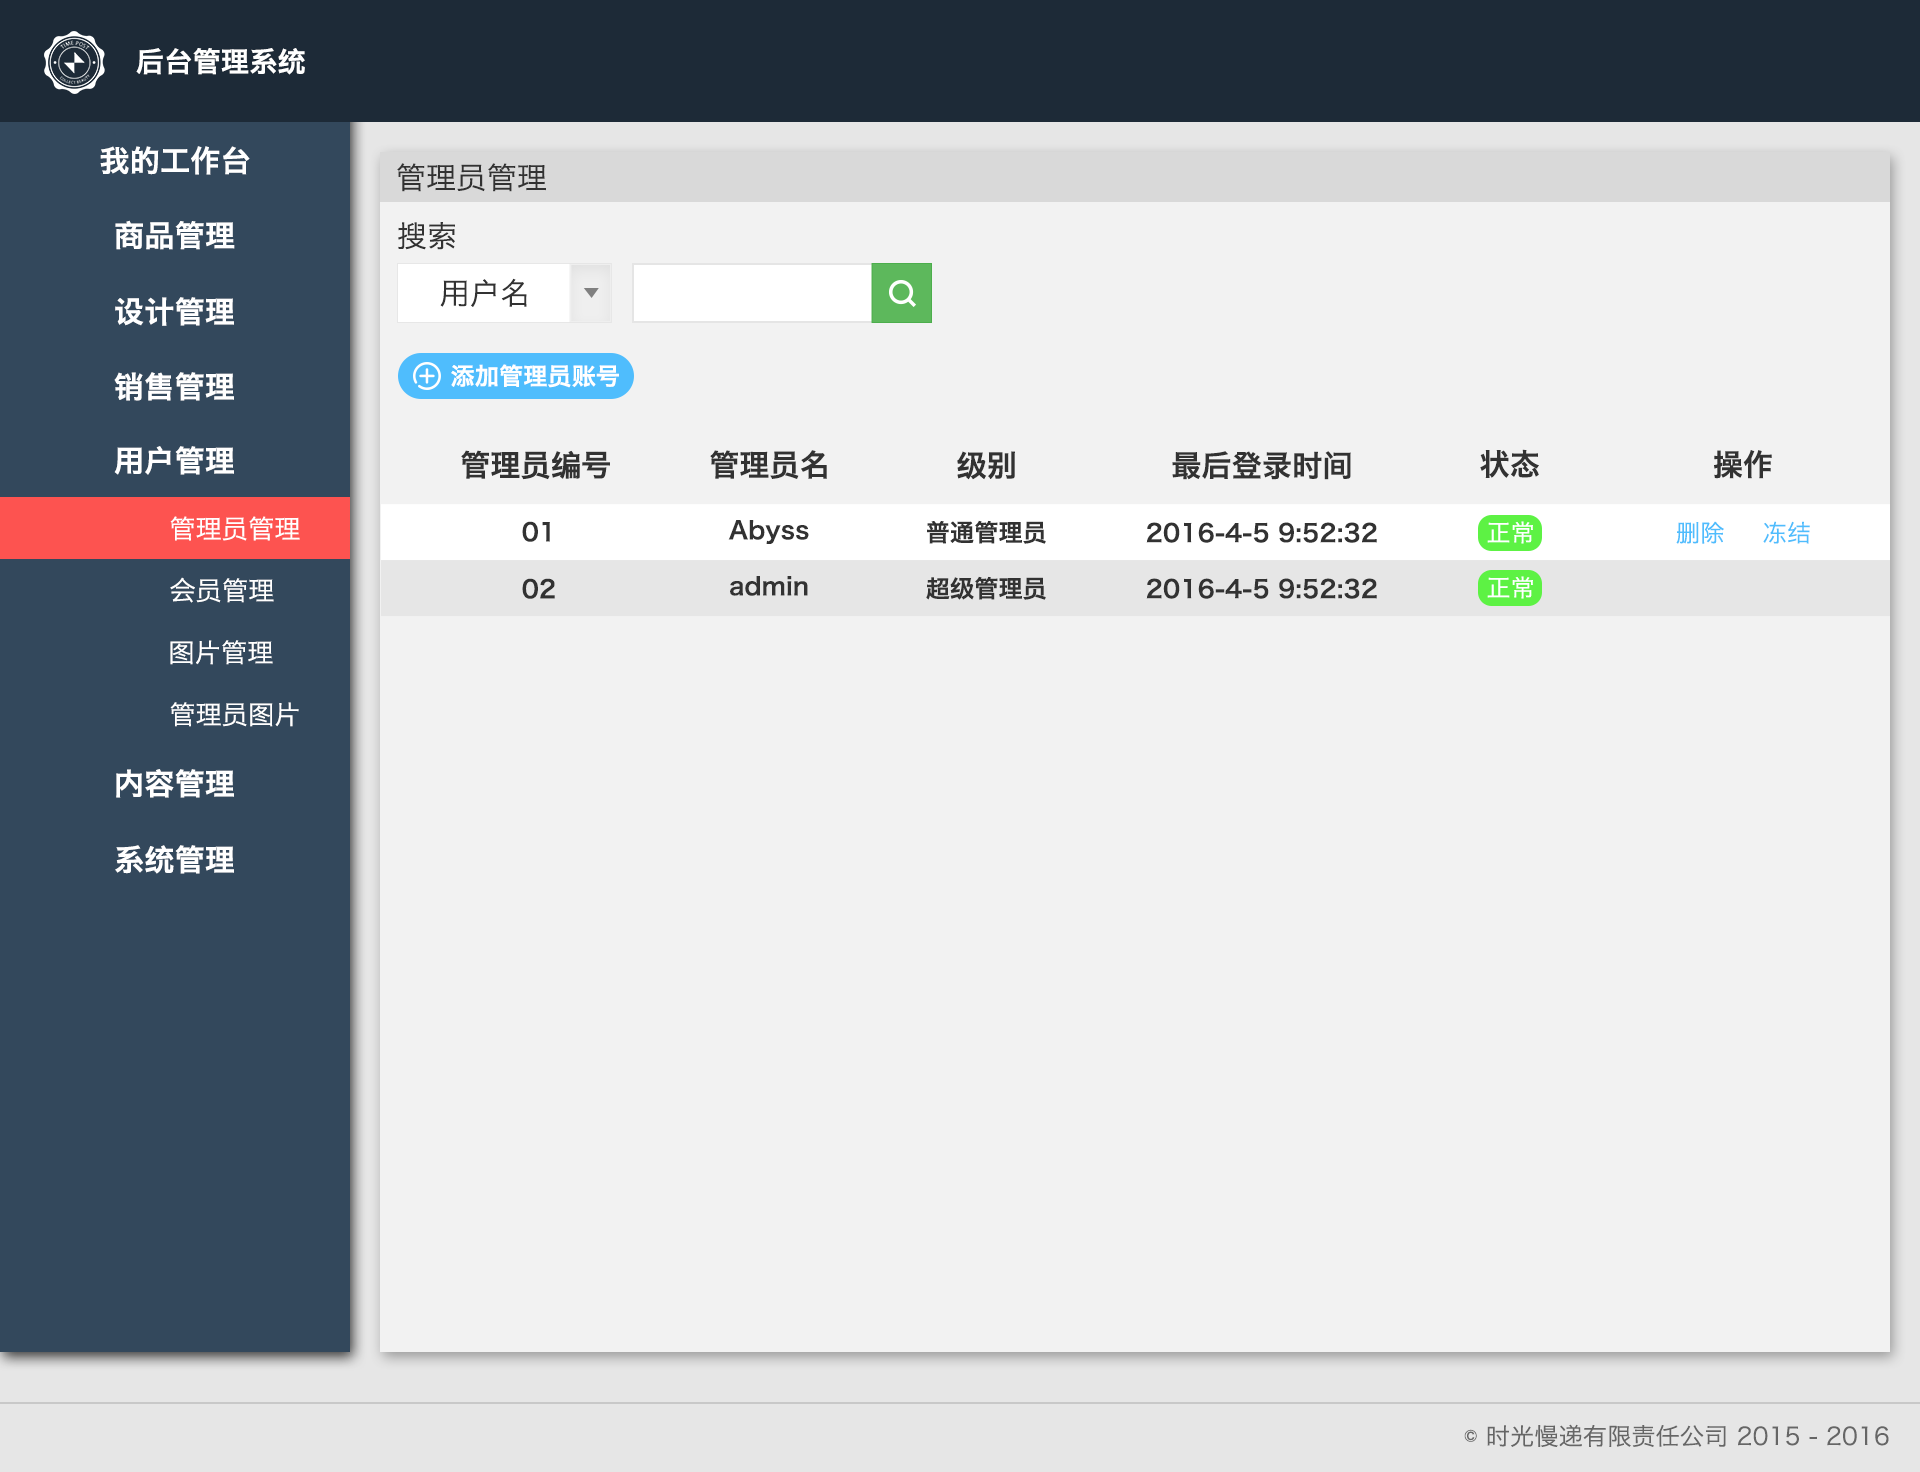 TIME POST
后台管理系统
我的工作台
商品管理
设计管理
销售管理
用户管理
管理员管理
会员管理
图片管理
管理员图片
内容管理
系统管理
管理员管理
搜索
用户名
添加管理员账号
管理员编号 管理员名 级别 最后登录时间 状态 操作
01 Abyss 普通管理员 2016-4-5 9:52:32 正常 删除 冻结
02 admin 超级管理员 2016-4-5 9:52:32 正常
© 时光慢递有限责任公司 2015 - 2016